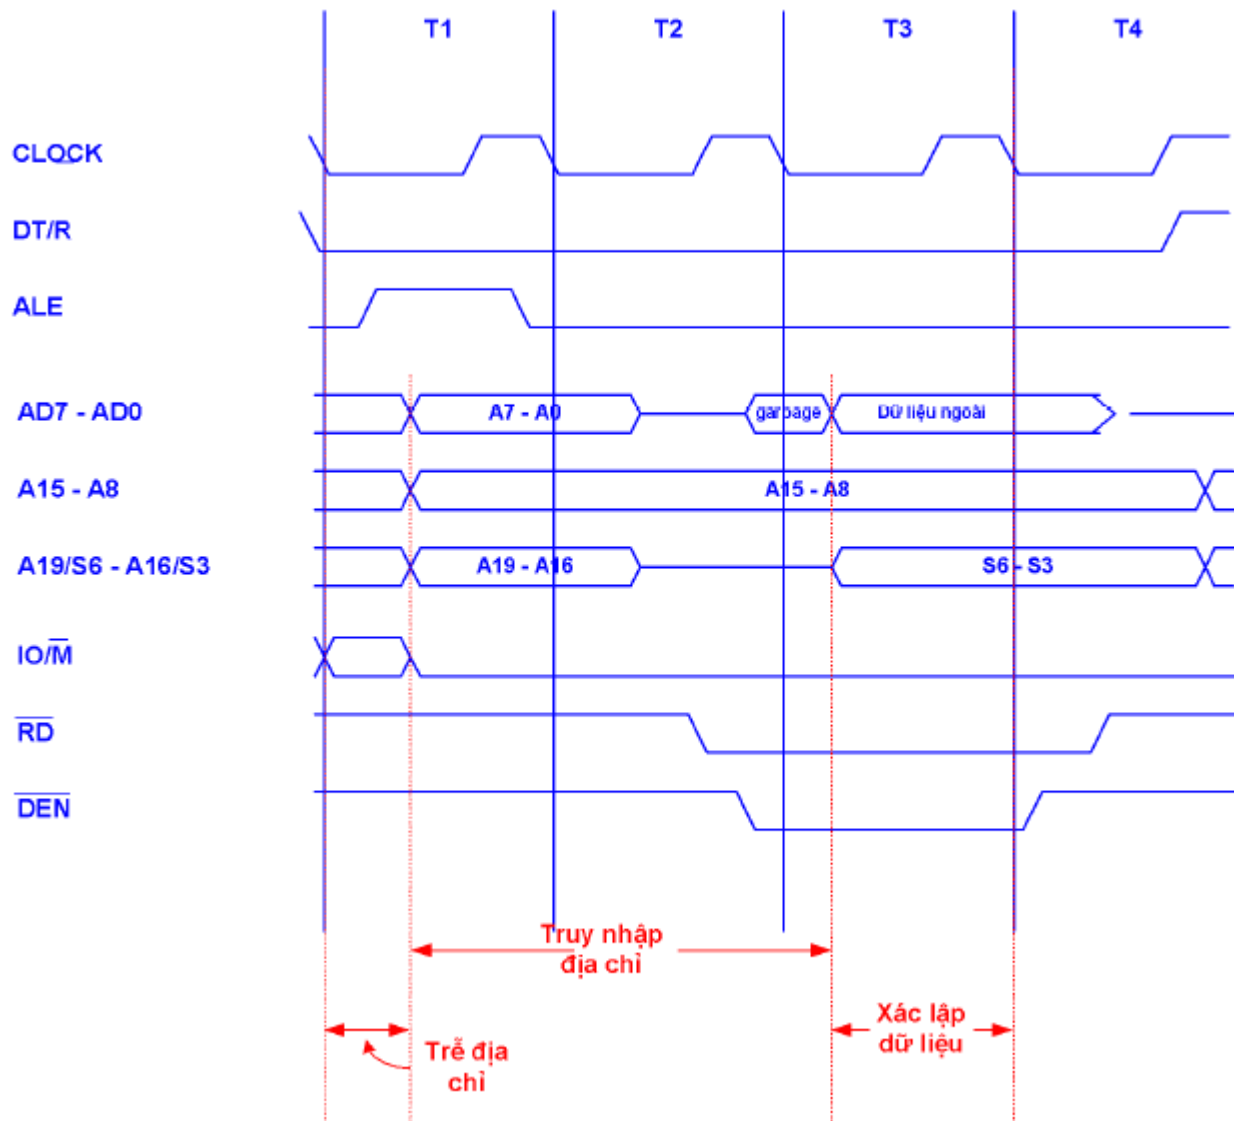 T1 T2 T3 T4
CLOCK
DT/R
ALE
AD7 - AD0 A7 - A0 garbage Dữ liệu ngoài
A15 - A8 A15 - A8
A19/S6 - A16/S3 A19 - A16 S6 - S3
IO/M̅
R̅D̅
D̅E̅N̅
Truy nhập
địa chỉ
Xác lập
dữ liệu
Trễ địa
chỉ